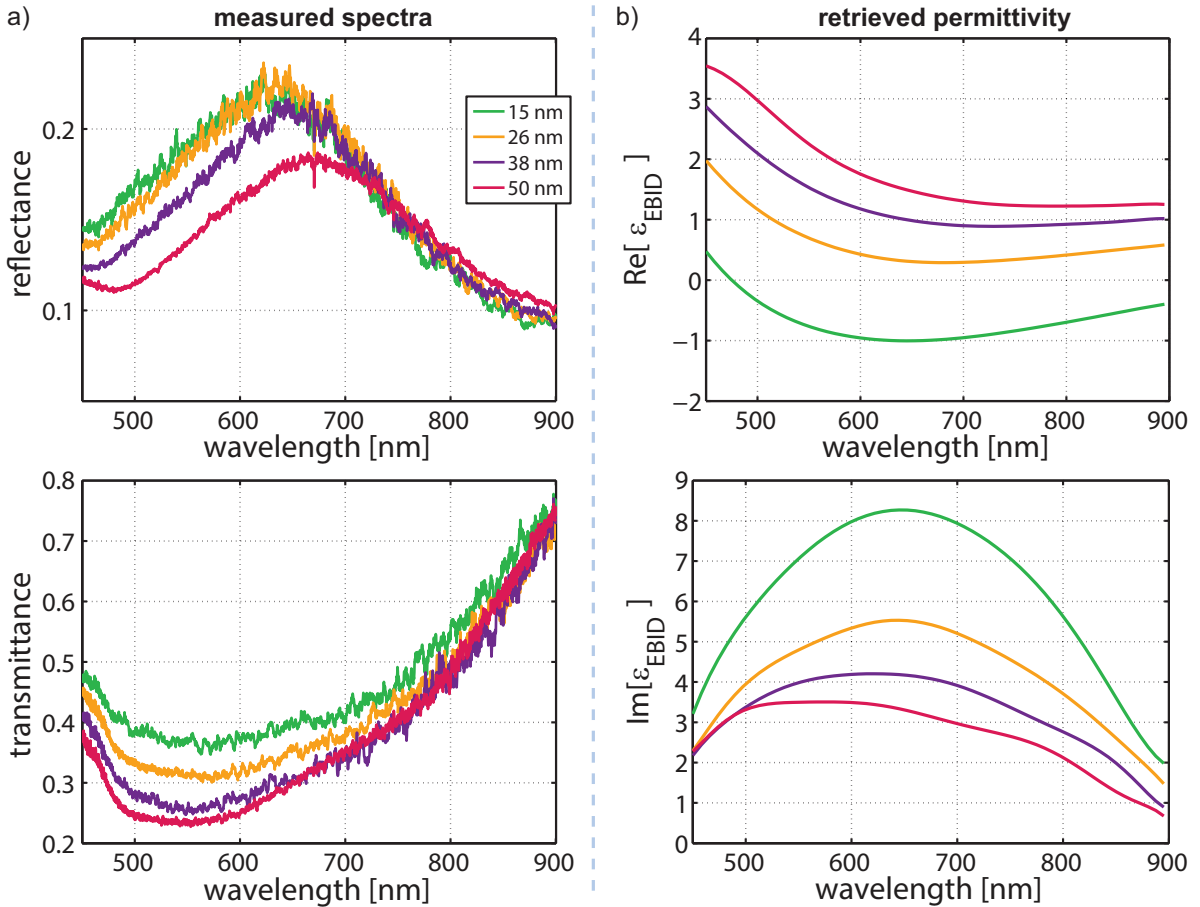 a)
measured spectra
reflectance
0.2
0.1
15 nm
26 nm
38 nm
50 nm
500 600 700 800 900
wavelength [nm]
transmittance
0.8
0.7
0.6
0.5
0.4
0.3
0.2
500 600 700 800 900
wavelength [nm]
b)
retrieved permittivity
Re[ εEBID ]
4
3
2
1
0
−1
−2
500 600 700 800 900
wavelength [nm]
Im[ εEBID ]
9
8
7
6
5
4
3
2
1
0
500 600 700 800 900
wavelength [nm]